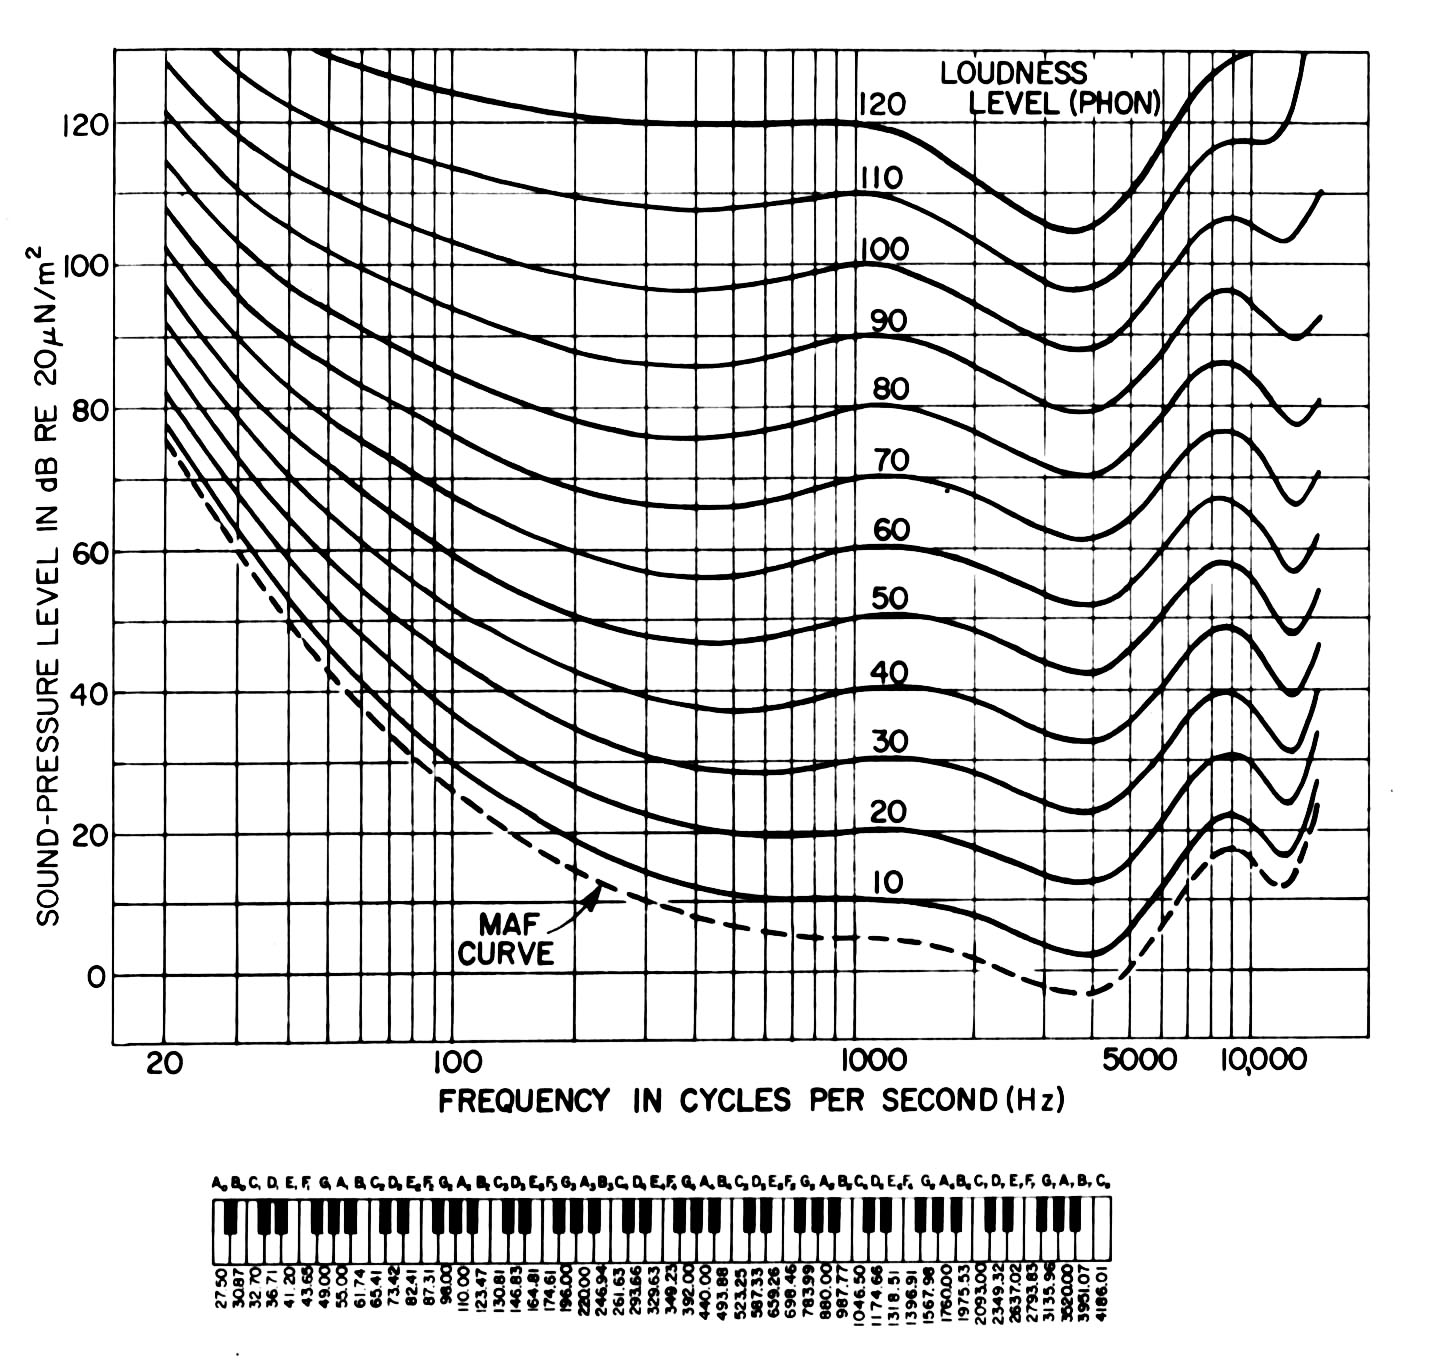 LOUDNESS
LEVEL (PHON)
SOUND-PRESSURE LEVEL IN dB RE 20μN/m²
120
100
80
60
40
20
0
120
110
100
90
80
70
60
50
40
30
20
10
MAF
CURVE
20 100 1000 5000 10,000
FREQUENCY IN CYCLES PER SECOND (Hz)
27.50 30.87 32.70 36.71 41.20 43.65 49.00 55.00 61.74 65.41 73.42 82.41 87.31 98.00 110.00 123.47 130.81 146.83 164.81 174.61 196.00 220.00 246.94 261.63 293.66 329.63 349.23 392.00 440.00 493.88 523.25 587.33 659.26 698.46 783.99 880.00 987.77 1046.50 1174.66 1318.51 1396.91 1567.98 1760.00 1975.53 2093.00 2349.32 2637.02 2793.83 3135.96 3520.00 3951.07 4186.01